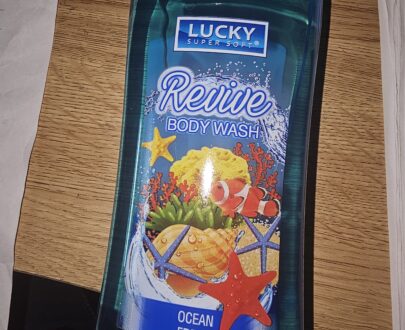 LUCKY
SUPER SOFT®
Revive
BODY WASH
OCEAN